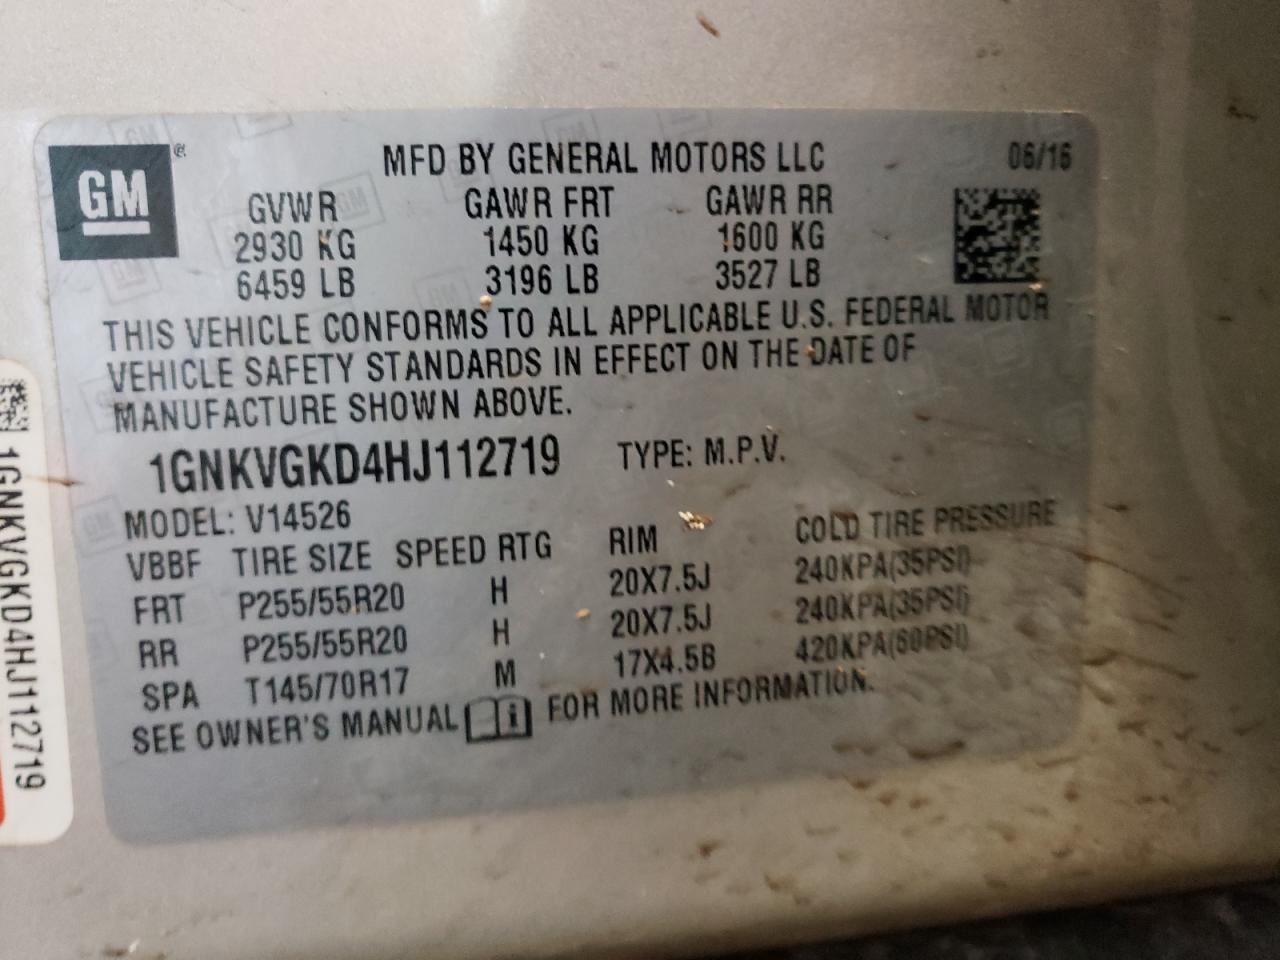 GM
MFD BY GENERAL MOTORS LLC 06/16
GVWR GAWR FRT GAWR RR
2930 KG 1450 KG 1600 KG
6459 LB 3196 LB 3527 LB
THIS VEHICLE CONFORMS TO ALL APPLICABLE U.S. FEDERAL MOTOR
VEHICLE SAFETY STANDARDS IN EFFECT ON THE DATE OF
MANUFACTURE SHOWN ABOVE.
1GNKVGKD4HJ112719 TYPE: M.P.V.
MODEL: V14526
VBBF TIRE SIZE SPEED RTG RIM COLD TIRE PRESSURE
FRT P255/55R20 H 20X7.5J 240KPA(35PSI)
RR P255/55R20 H 20X7.5J 240KPA(35PSI)
SPA T145/70R17 M 17X4.5B 420KPA(60PSI)
SEE OWNER'S MANUAL FOR MORE INFORMATION.
1GNKVGKD4HJ112719